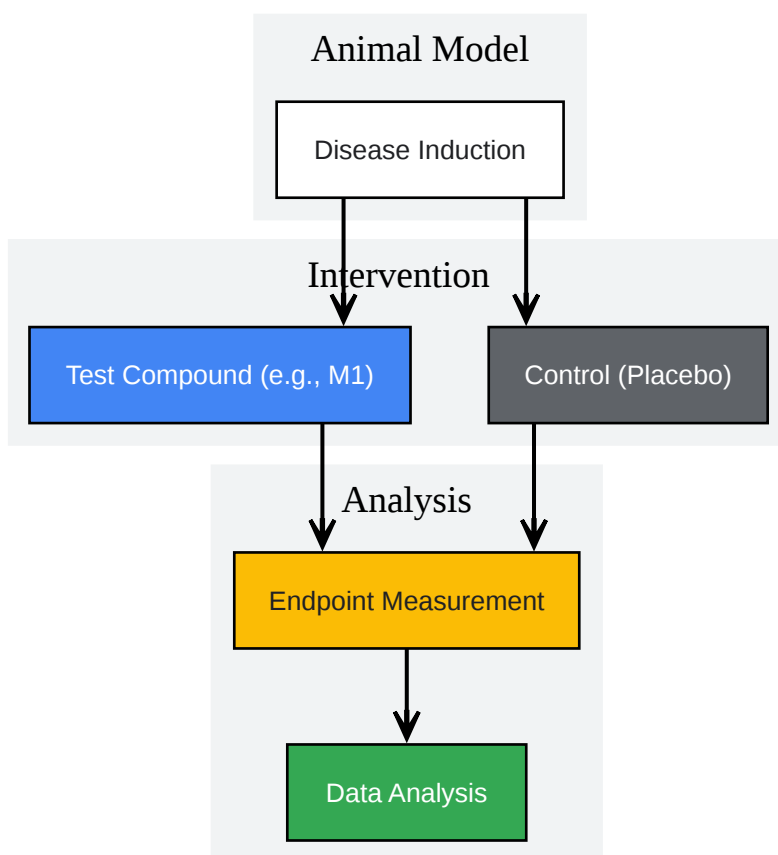 Animal Model
Disease Induction
Intervention
Test Compound (e.g., M1)
Control (Placebo)
Analysis
Endpoint Measurement
Data Analysis